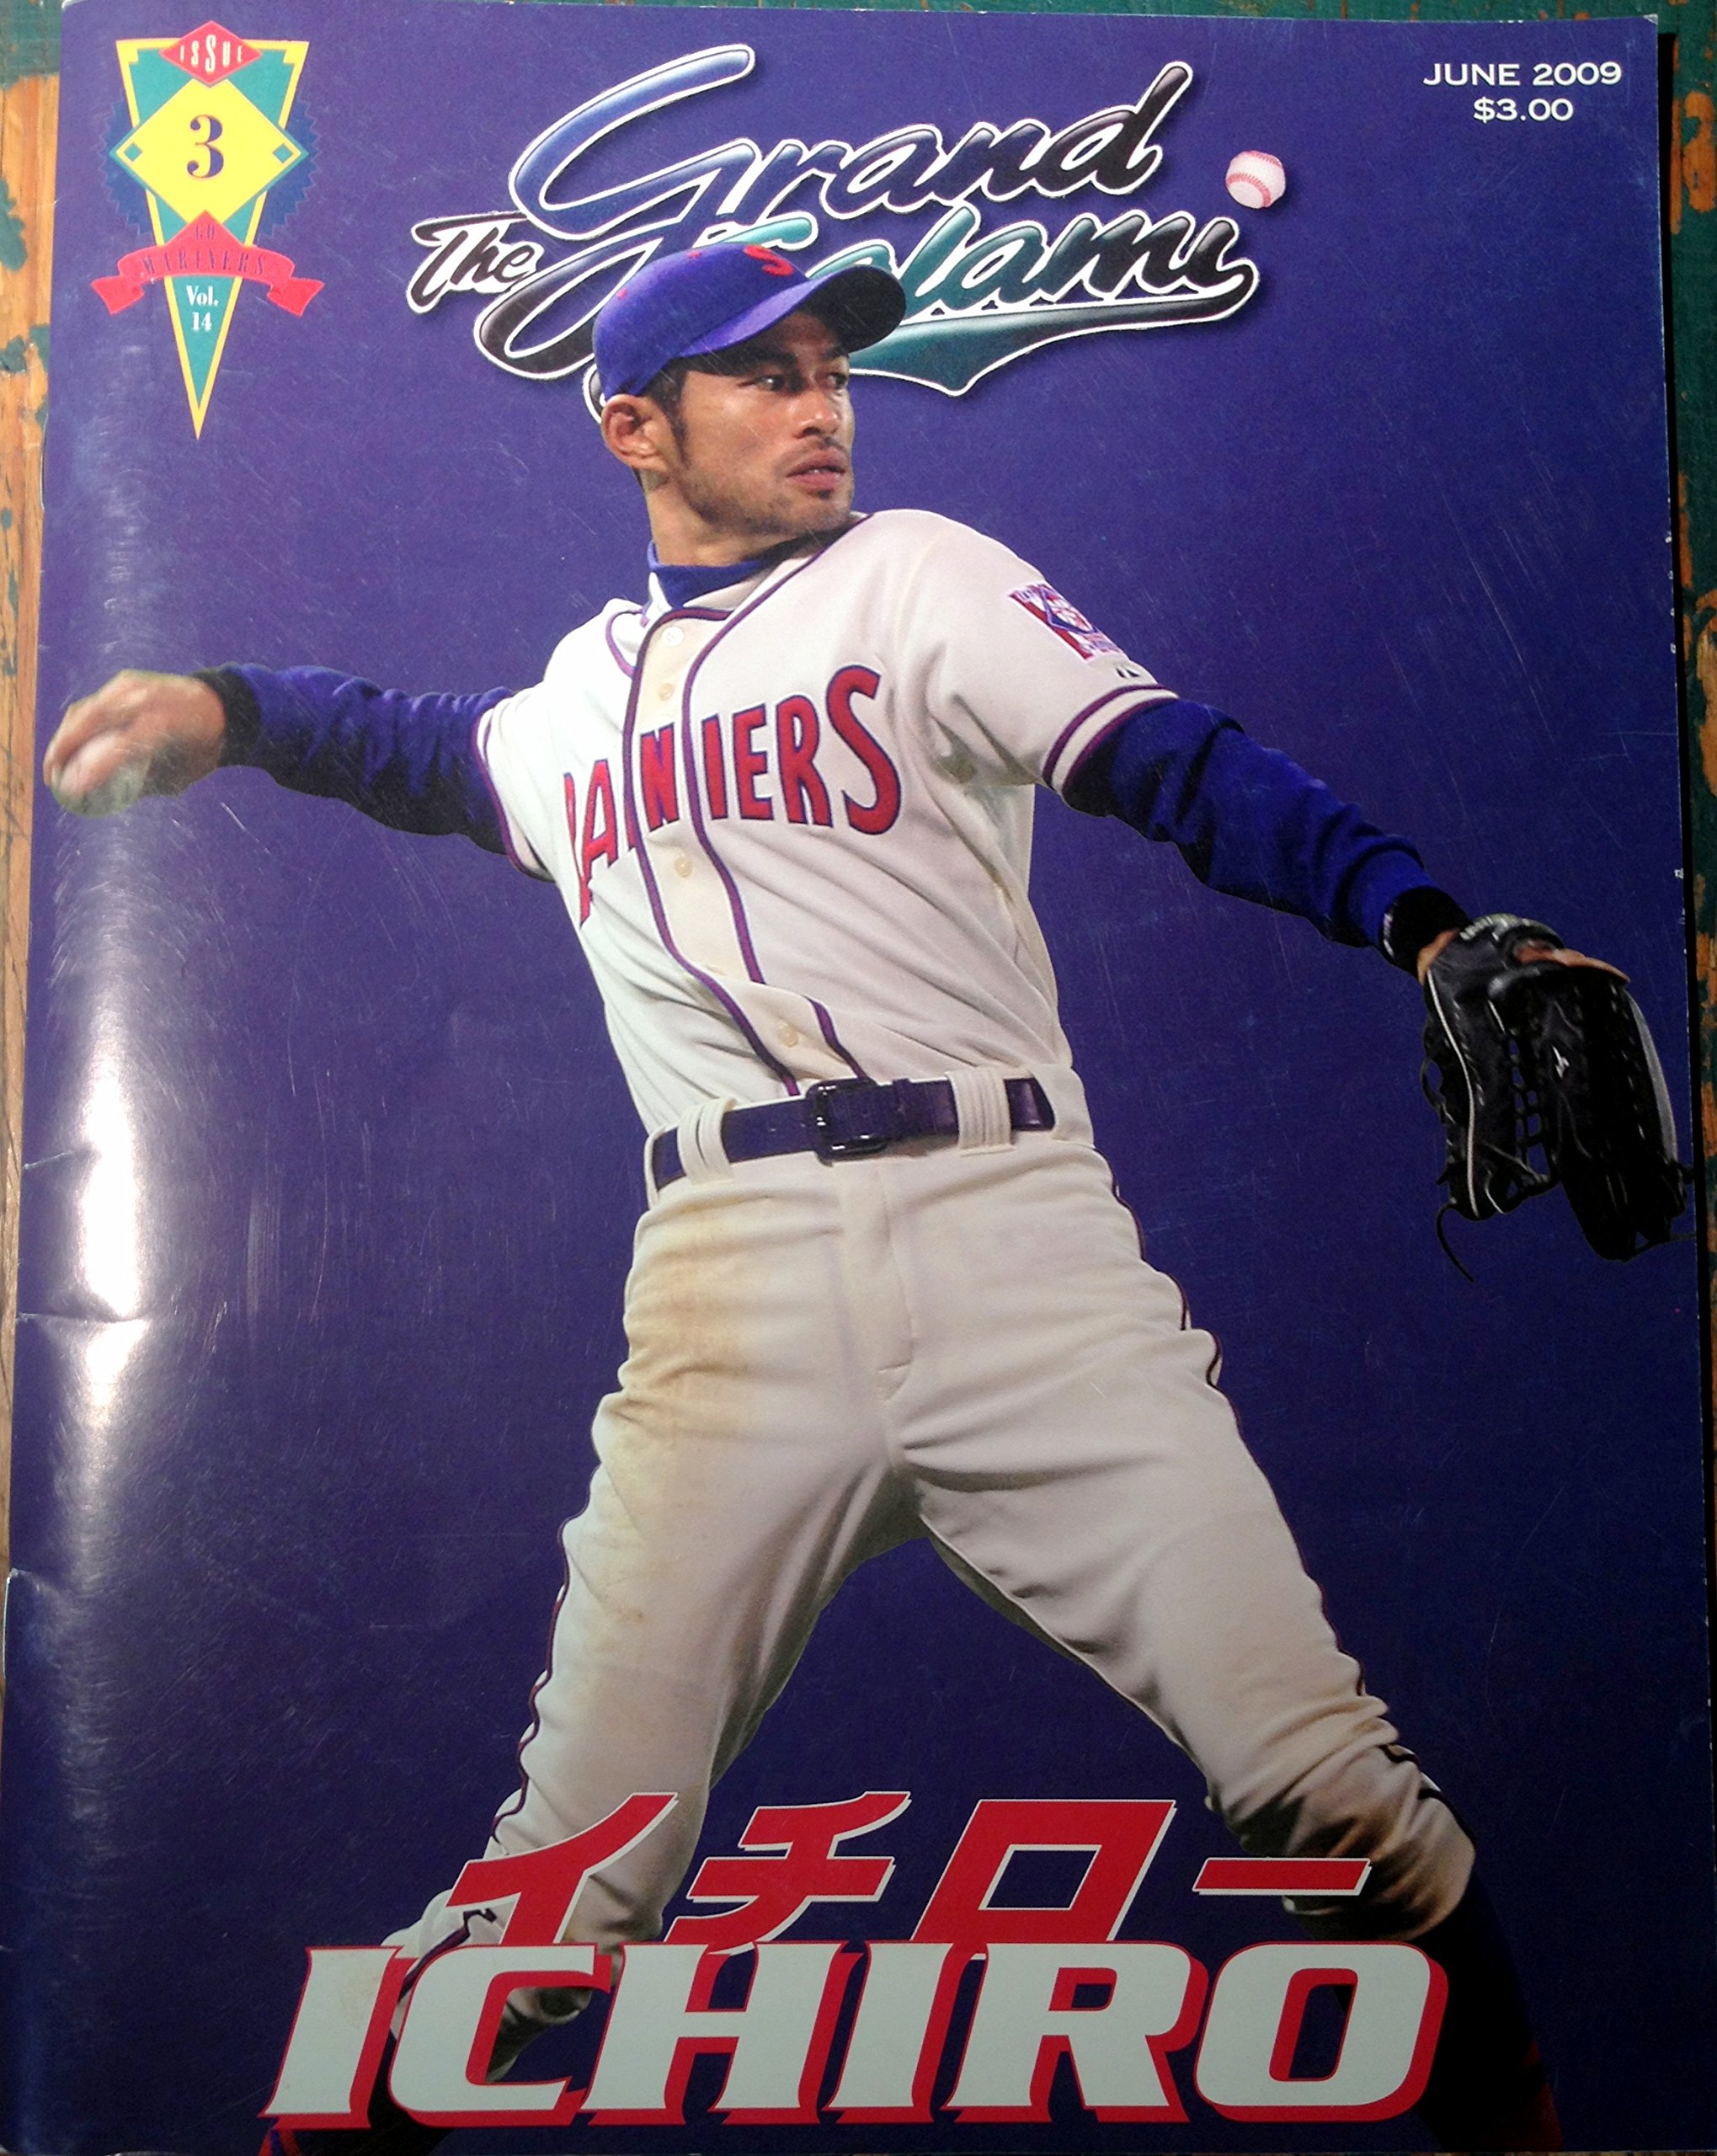 ISSUE
3
GO
MARINERS
Vol.
14
JUNE 2009
$3.00
The Grand
Salami
S
RAINIERS
イチロー
ICHIRO